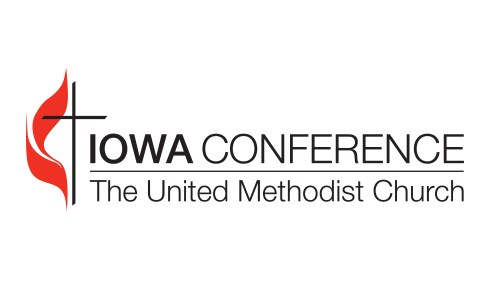 IOWA CONFERENCE
The United Methodist Church